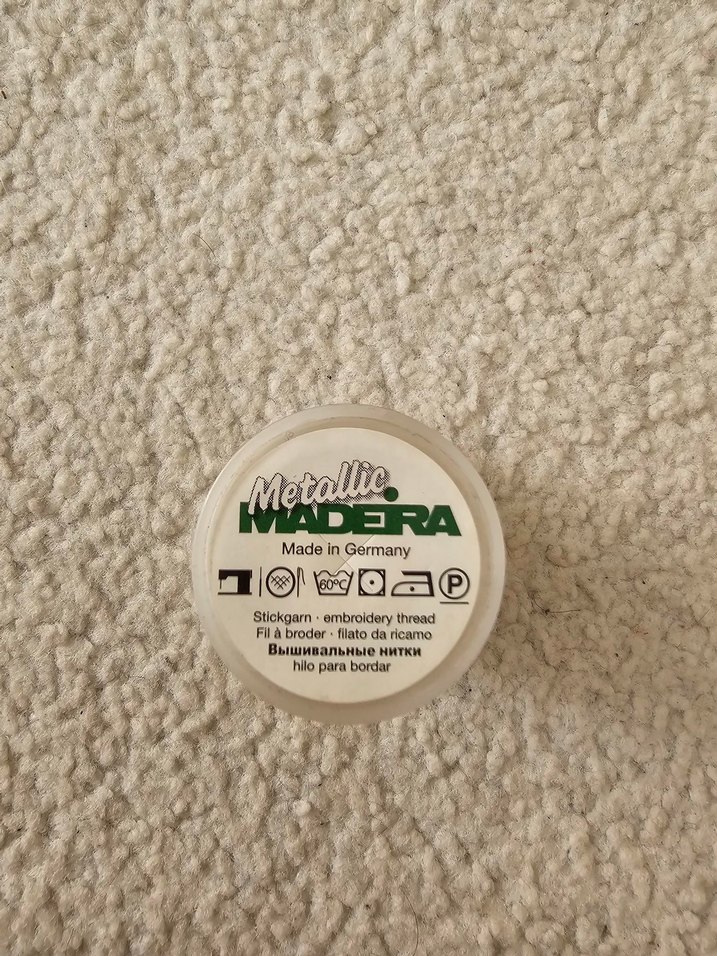 Metallic
MADEIRA
Made in Germany
60°C P
Stickgarn · embroidery thread
Fil à broder · filato da ricamo
Вышивальные нитки
hilo para bordar